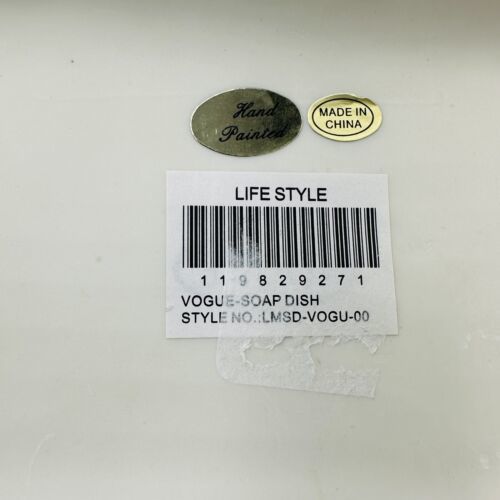 Hand
Painted
MADE IN
CHINA
LIFE STYLE
119829271
VOGUE-SOAP DISH
STYLE NO.:LMSD-VOGU-00